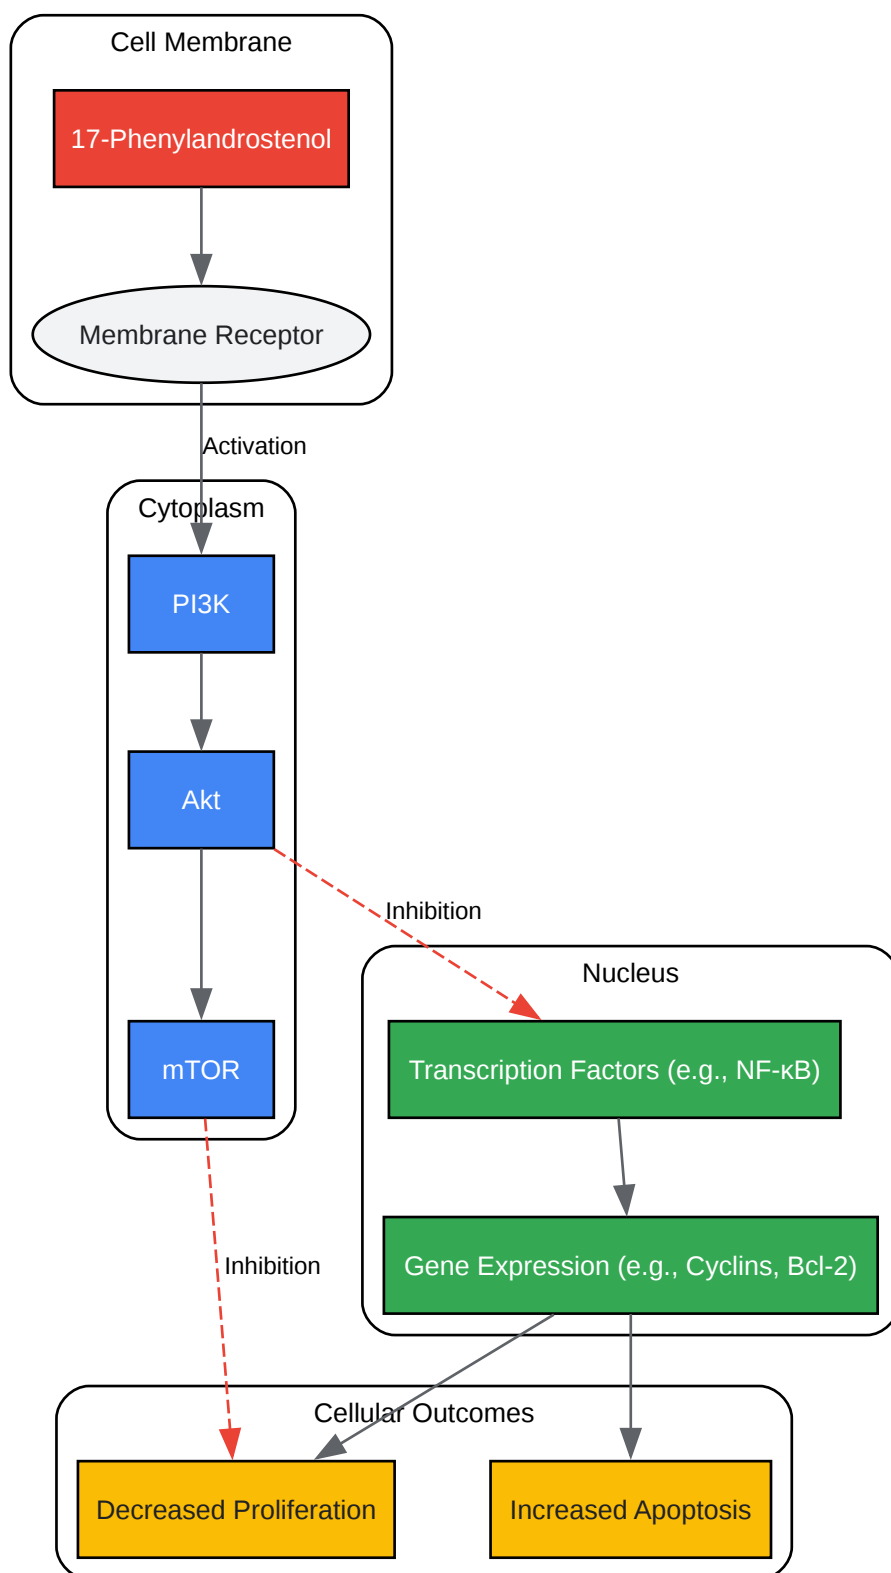 Cell Membrane
17-Phenylandrostenol
Membrane Receptor
Activation
Cytoplasm
PI3K
Akt
Inhibition
Nucleus
mTOR
Transcription Factors (e.g., NF-κB)
Gene Expression (e.g., Cyclins, Bcl-2)
Inhibition
Cellular Outcomes
Decreased Proliferation
Increased Apoptosis